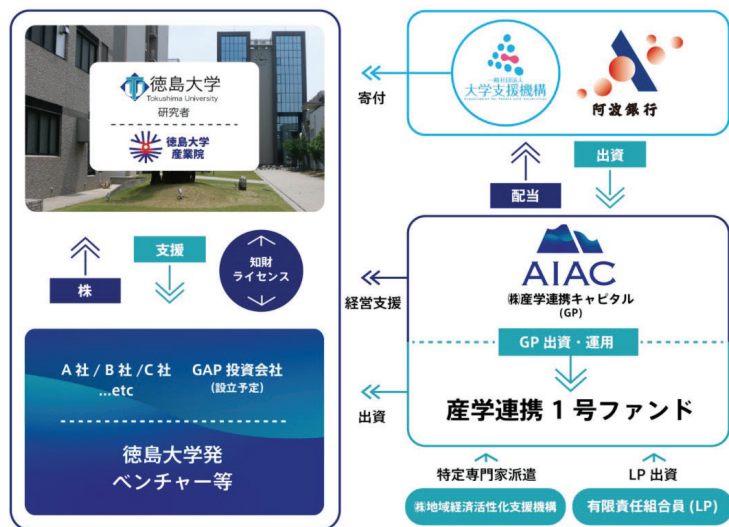 徳島大学
Tokushima University
研究者
徳島大学
産業院
株
支援
知財
ライセンス
A社 / B社 /C社
...etc
GAP 投資会社
(設立予定)
徳島大学発
ベンチャー等
寄付
一般社団法人
大学支援機構
阿波銀行
配当
出資
経営支援
AIAC
㈱産学連携キャピタル
(GP)
GP 出資・運用
出資
産学連携 1 号ファンド
特定専門家派遣
㈱地域経済活性化支援機構
LP 出資
有限責任組合員 (LP)